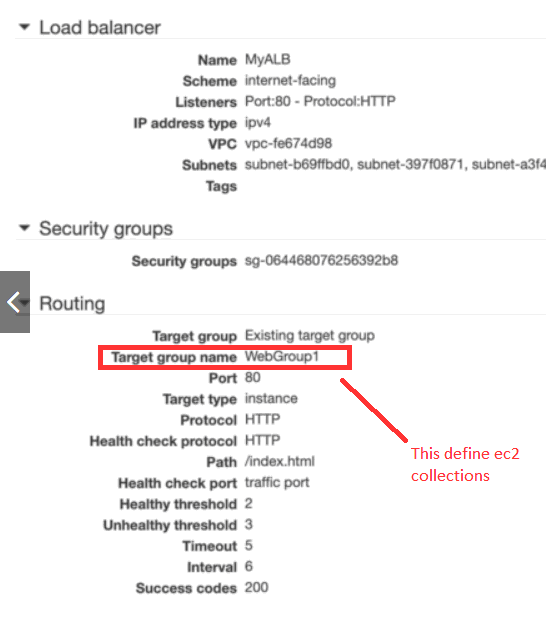 Load balancer
Name MyALB
Scheme internet-facing
Listeners Port:80 - Protocol:HTTP
IP address type ipv4
VPC vpc-fe674d98
Subnets subnet-b69ffbd0, subnet-397f0871, subnet-a3f4
Tags
Security groups
Security groups sg-064468076256392b8
Routing
Target group Existing target group
Target group name WebGroup1
Port 80
Target type instance
Protocol HTTP
Health check protocol HTTP
Path /index.html
Health check port traffic port
Healthy threshold 2
Unhealthy threshold 3
Timeout 5
Interval 6
Success codes 200
This define ec2
collections